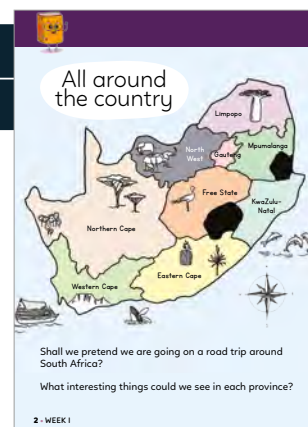 All around
the country
Limpopo
North
West
Gauteng
Mpumalanga
Free State
KwaZulu-
Natal
Northern Cape
Eastern Cape
Western Cape
Shall we pretend we are going on a road trip around
South Africa?
What interesting things could we see in each province?
2 - WEEK 1